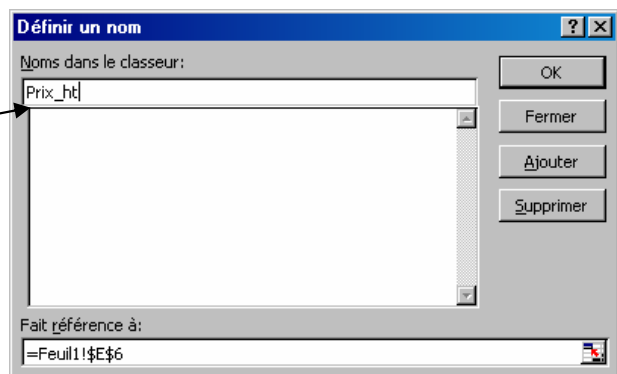 Définir un nom
Noms dans le classeur:
Prix_ht
OK
Fermer
Ajouter
Supprimer
Fait référence à:
=Feuil1!$E$6